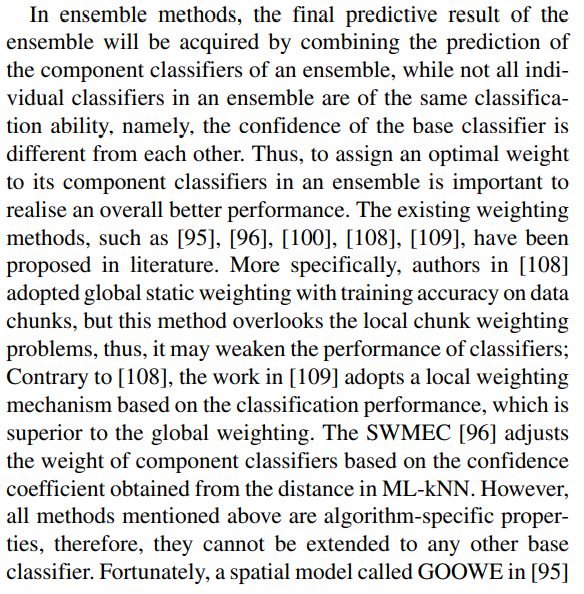 In ensemble methods, the final predictive result of the
ensemble will be acquired by combining the prediction of
the component classifiers of an ensemble, while not all indi-
vidual classifiers in an ensemble are of the same classifica-
tion ability, namely, the confidence of the base classifier is
different from each other. Thus, to assign an optimal weight
to its component classifiers in an ensemble is important to
realise an overall better performance. The existing weighting
methods, such as [95], [96], [100], [108], [109], have been
proposed in literature. More specifically, authors in [108]
adopted global static weighting with training accuracy on data
chunks, but this method overlooks the local chunk weighting
problems, thus, it may weaken the performance of classifiers;
Contrary to [108], the work in [109] adopts a local weighting
mechanism based on the classification performance, which is
superior to the global weighting. The SWMEC [96] adjusts
the weight of component classifiers based on the confidence
coefficient obtained from the distance in ML-kNN. However,
all methods mentioned above are algorithm-specific proper-
ties, therefore, they cannot be extended to any other base
classifier. Fortunately, a spatial model called GOOWE in [95]